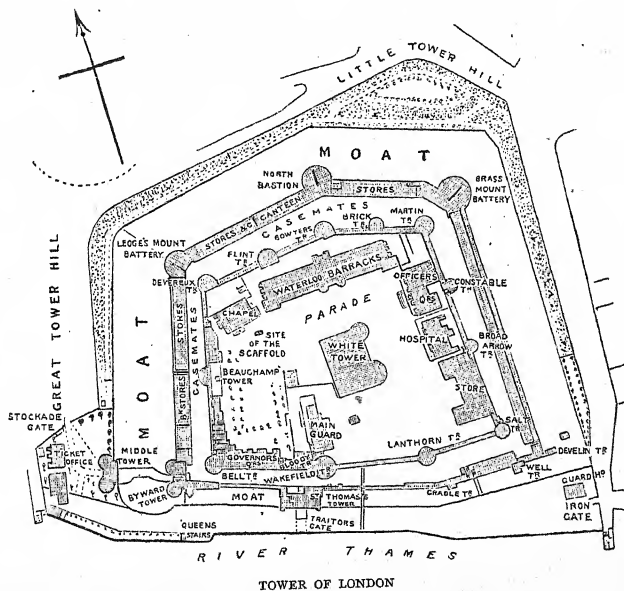 LITTLE TOWER HILL
MOAT
NORTH
BASTION
STORES
BRASS
MOUNT
BATTERY
STORES &C CANTEEN
CASEMATES
LEGGE'S MOUNT
BATTERY
BOWYERS
TR.
BRICK
TR.
MARTIN
TR.
FLINT
TR.
DEVEREUX TR.
WATERLOO BARRACKS
OFFICERS
QRS
CONSTABLE
TR.
CHAPEL
PARADE
GREAT TOWER HILL
MOAT
STORES
CASEMATES
BK STORES
SITE
OF THE
SCAFFOLD
WHITE
TOWER
HOSPITAL
BROAD
ARROW
TR.
BEAUCHAMP
TOWER
STORE
STOCKADE
GATE
MAIN
GUARD
SALT
TR.
LANTHORN TR.
TICKET
OFFICE
MIDDLE
TOWER
GOVERNORS
QRS
BLOODY
TR.
DEVELIN TR.
BELL TR.
WAKEFIELD TR.
WELL
TR.
BYWARD
TOWER
MOAT
ST THOMAS'S
TOWER
CRADLE TR.
GUARD HO
IRON
GATE
QUEENS
STAIRS
TRAITORS
GATE
RIVER THAMES
TOWER OF LONDON